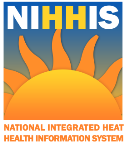 NIHHIS
NATIONAL INTEGRATED HEAT
HEALTH INFORMATION SYSTEM